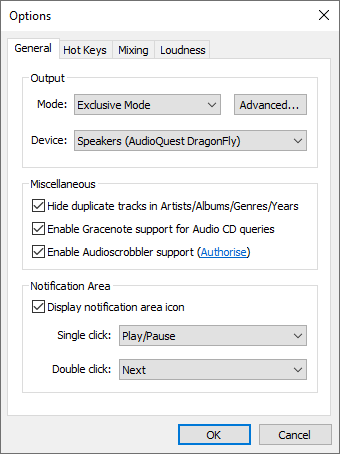 Options
General Hot Keys Mixing Loudness
Output
Mode: Exclusive Mode Advanced...
Device: Speakers (AudioQuest DragonFly)
Miscellaneous
Hide duplicate tracks in Artists/Albums/Genres/Years
Enable Gracenote support for Audio CD queries
Enable Audioscrobbler support (Authorise)
Notification Area
Display notification area icon
Single click: Play/Pause
Double click: Next
OK Cancel